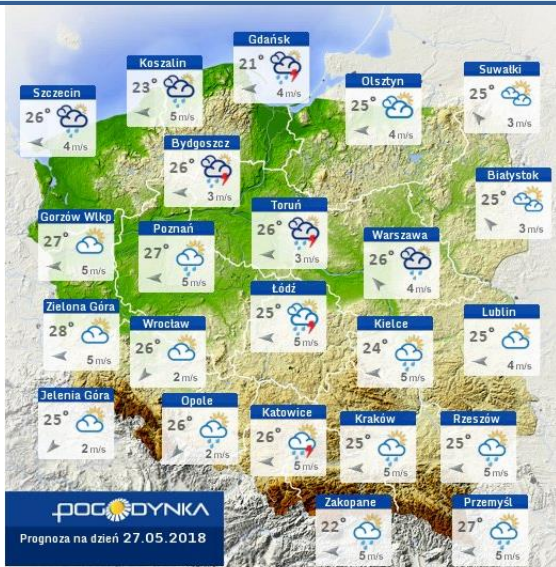 Gdańsk
21°
4 m/s
Koszalin
23°
5 m/s
Suwałki
25°
3 m/s
Olsztyn
25°
4 m/s
Szczecin
26°
4 m/s
Bydgoszcz
26°
3 m/s
Białystok
25°
3 m/s
Toruń
26°
3 m/s
Gorzów Wlkp
27°
5 m/s
Poznań
27°
5 m/s
Warszawa
26°
4 m/s
Łódź
25°
5 m/s
Zielona Góra
28°
5 m/s
Wrocław
26°
2 m/s
Kielce
24°
5 m/s
Lublin
25°
4 m/s
Jelenia Góra
25°
2 m/s
Opole
26°
2 m/s
Katowice
26°
5 m/s
Kraków
25°
5 m/s
Rzeszów
25°
5 m/s
Zakopane
22°
5 m/s
Przemyśl
27°
5 m/s
POGODYNKA
Prognoza na dzień 27.05.2018